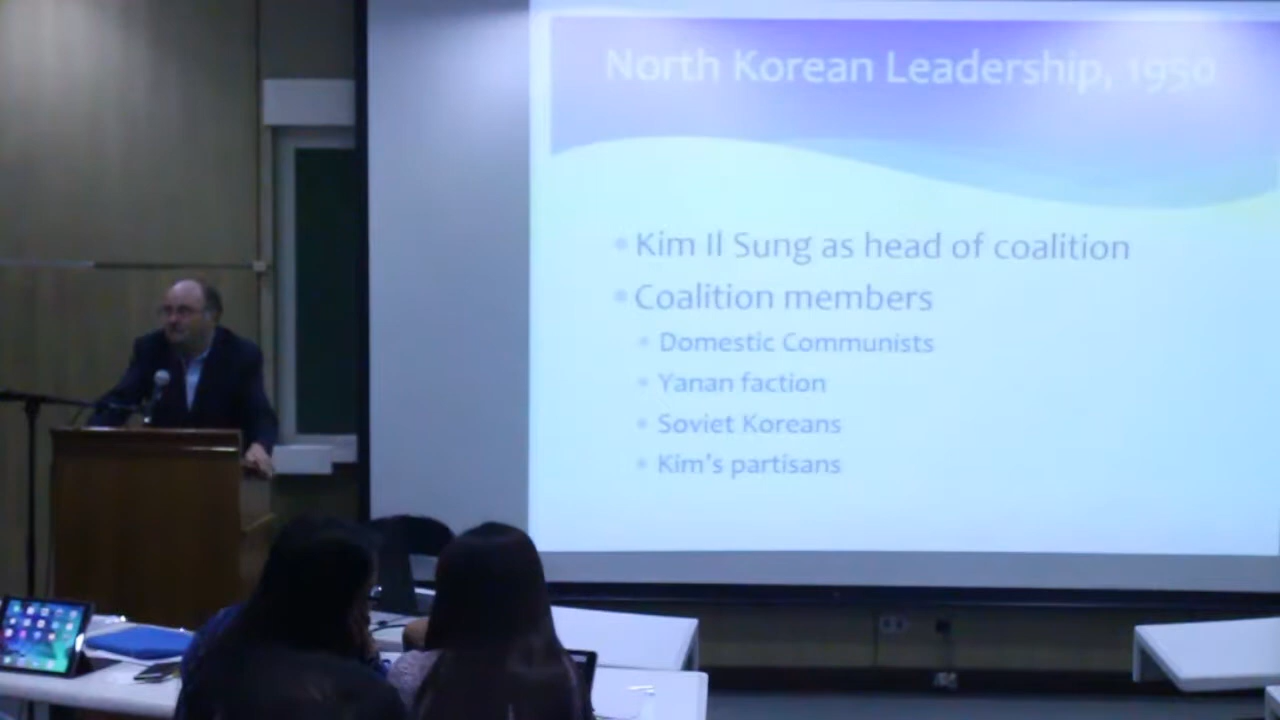 North Korean Leadership, 1950
Kim Il Sung as head of coalition
Coalition members
Domestic Communists
Yanan faction
Soviet Koreans
Kim's partisans